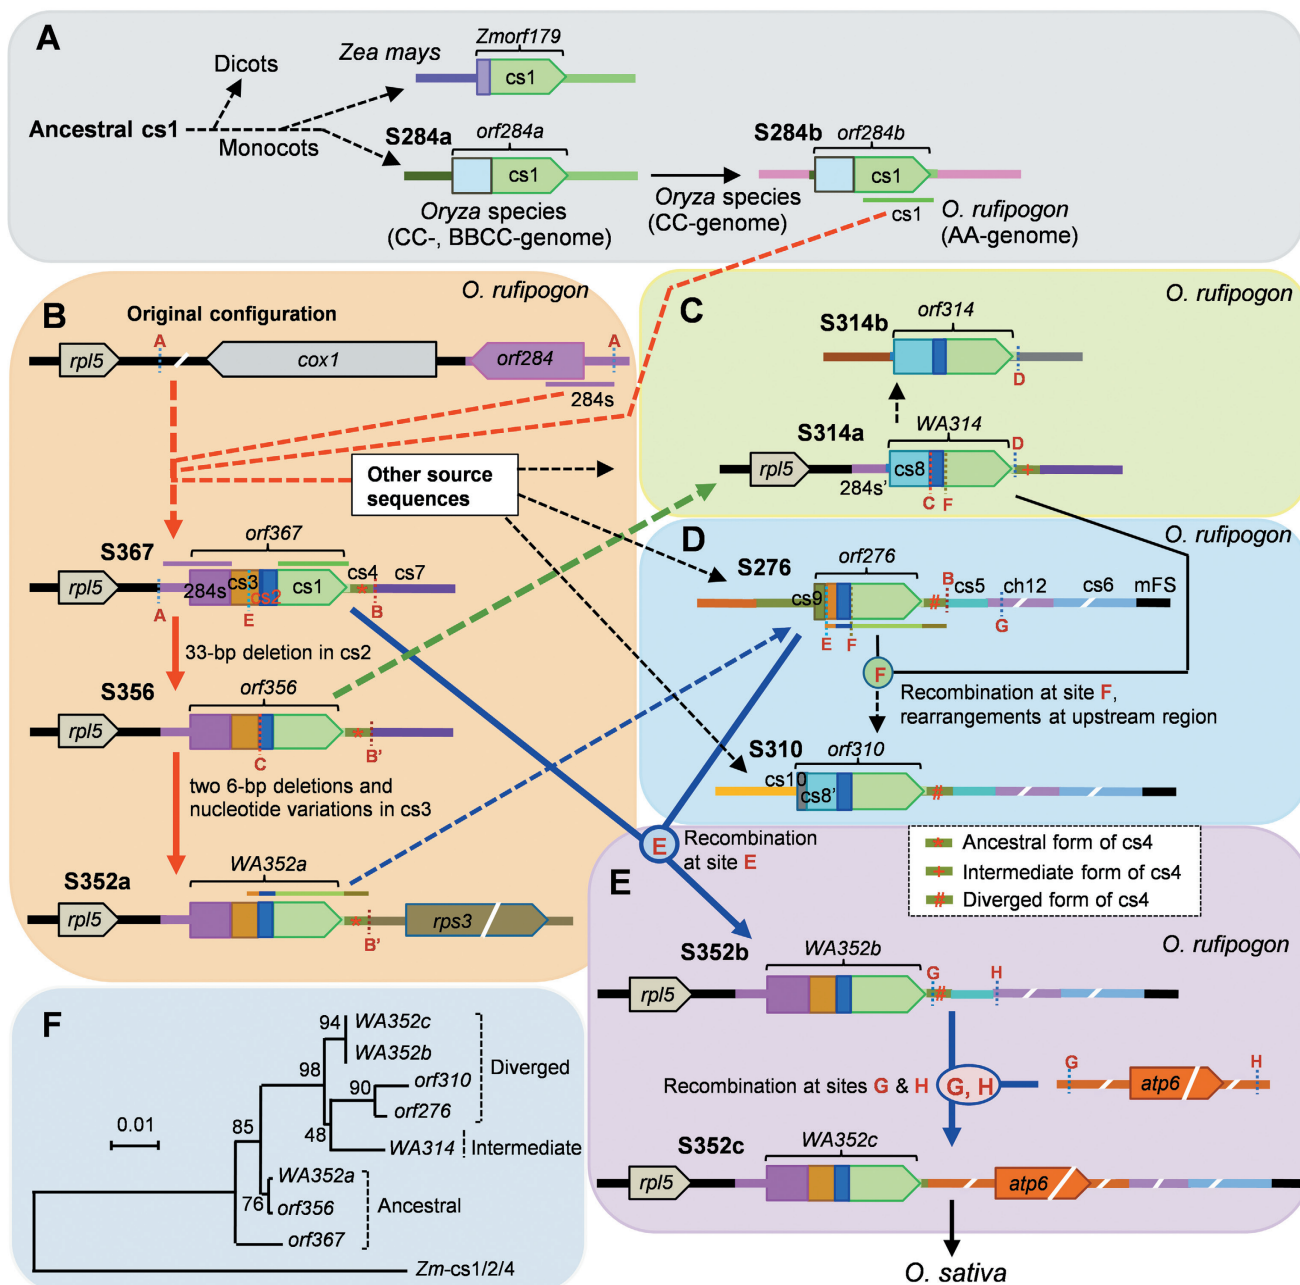 A
Zmorf179
Zea mays
Dicots
cs1
Ancestral cs1
Monocots
S284a
orf284a
cs1
S284b
orf284b
cs1
Oryza species
(CC-, BBCC-genome)
Oryza species
(CC-genome)
cs1
O. rufipogon
(AA-genome)
B
O. rufipogon
Original configuration
A
A
rpl5
cox1
orf284
284s
Other source
sequences
S367
orf367
rpl5
284s
cs3
cs2
cs1
cs4
cs7
A
E
B
33-bp deletion in cs2
S356
orf356
rpl5
C
B'
two 6-bp deletions and
nucleotide variations in cs3
S352a
WA352a
rpl5
rps3
B'
C
O. rufipogon
S314b
orf314
D
S314a
WA314
D
rpl5
284s'
cs8
C
F
D
O. rufipogon
S276
orf276
cs9
B
cs5
ch12
cs6
mFS
E
F
G
F
Recombination at site F,
rearrangements at upstream region
S310
orf310
cs10
cs8'
E
Recombination
at site E
* Ancestral form of cs4
+ Intermediate form of cs4
# Diverged form of cs4
E
O. rufipogon
S352b
WA352b
G
H
rpl5
Recombination at sites G & H
G, H
G
H
atp6
S352c
WA352c
rpl5
atp6
O. sativa
F
94
WA352c
WA352b
98
Diverged
90
orf310
orf276
0.01
85
48
WA314
Intermediate
WA352a
76
orf356
Ancestral
orf367
Zm-cs1/2/4